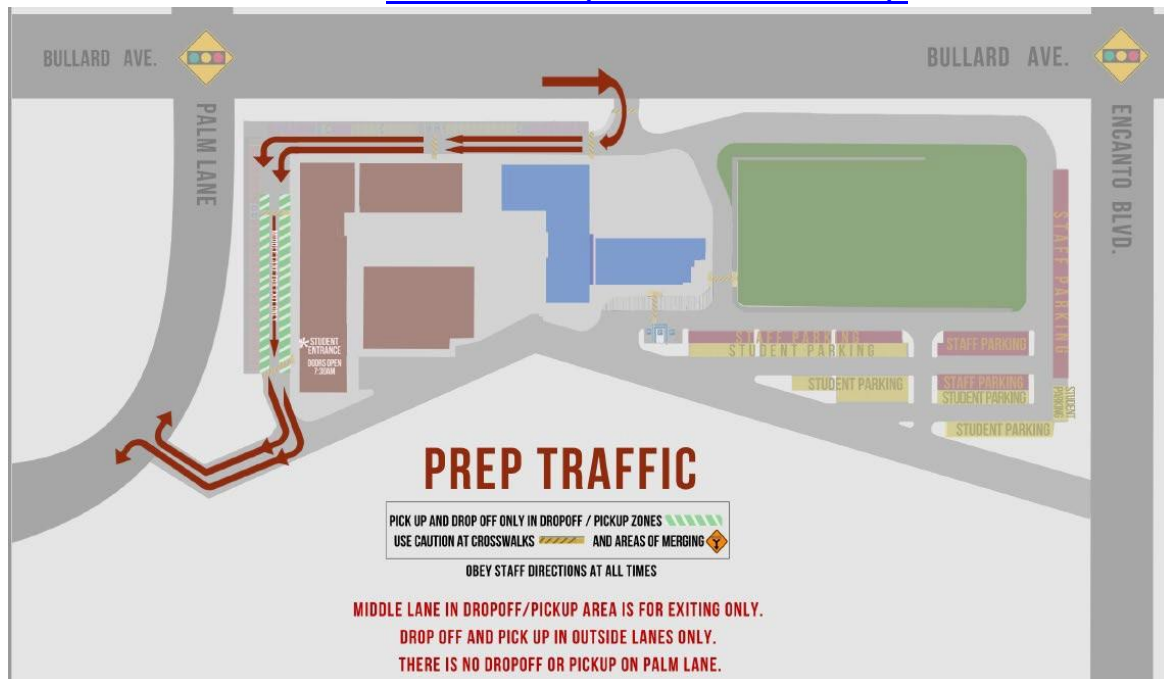 BULLARD AVE.
BULLARD AVE.
PALM LANE
ENCANTO BLVD.
STAFF PARKING
STUDENT
ENTRANCE
DOORS OPEN
7:30AM
STAFF PARKING
STUDENT PARKING
STAFF PARKING
STUDENT PARKING
STAFF PARKING
STUDENT PARKING
STUDENT
PARKING
STUDENT PARKING
PREP TRAFFIC
PICK UP AND DROP OFF ONLY IN DROPOFF / PICKUP ZONES
USE CAUTION AT CROSSWALKS AND AREAS OF MERGING
OBEY STAFF DIRECTIONS AT ALL TIMES
MIDDLE LANE IN DROPOFF/PICKUP AREA IS FOR EXITING ONLY.
DROP OFF AND PICK UP IN OUTSIDE LANES ONLY.
THERE IS NO DROPOFF OR PICKUP ON PALM LANE.